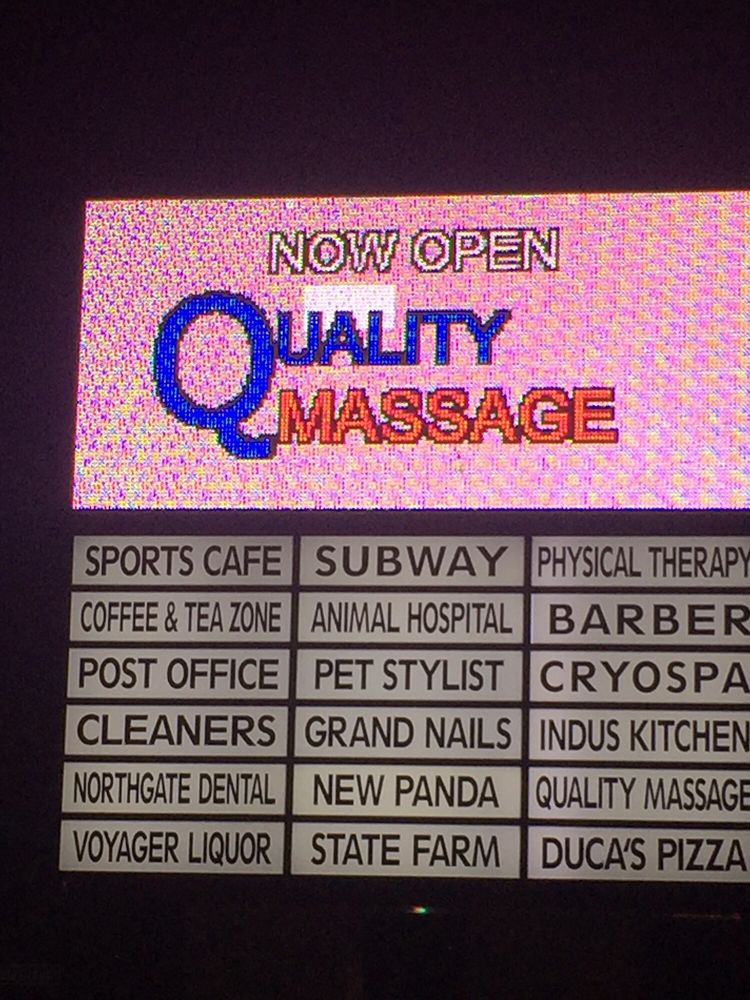 NOW OPEN
QUALITY
MASSAGE
SPORTS CAFE
SUBWAY
PHYSICAL THERAPY
COFFEE & TEA ZONE
ANIMAL HOSPITAL
BARBER
POST OFFICE
PET STYLIST
CRYOSPA
CLEANERS
GRAND NAILS
INDUS KITCHEN
NORTHGATE DENTAL
NEW PANDA
QUALITY MASSAGE
VOYAGER LIQUOR
STATE FARM
DUCA'S PIZZA